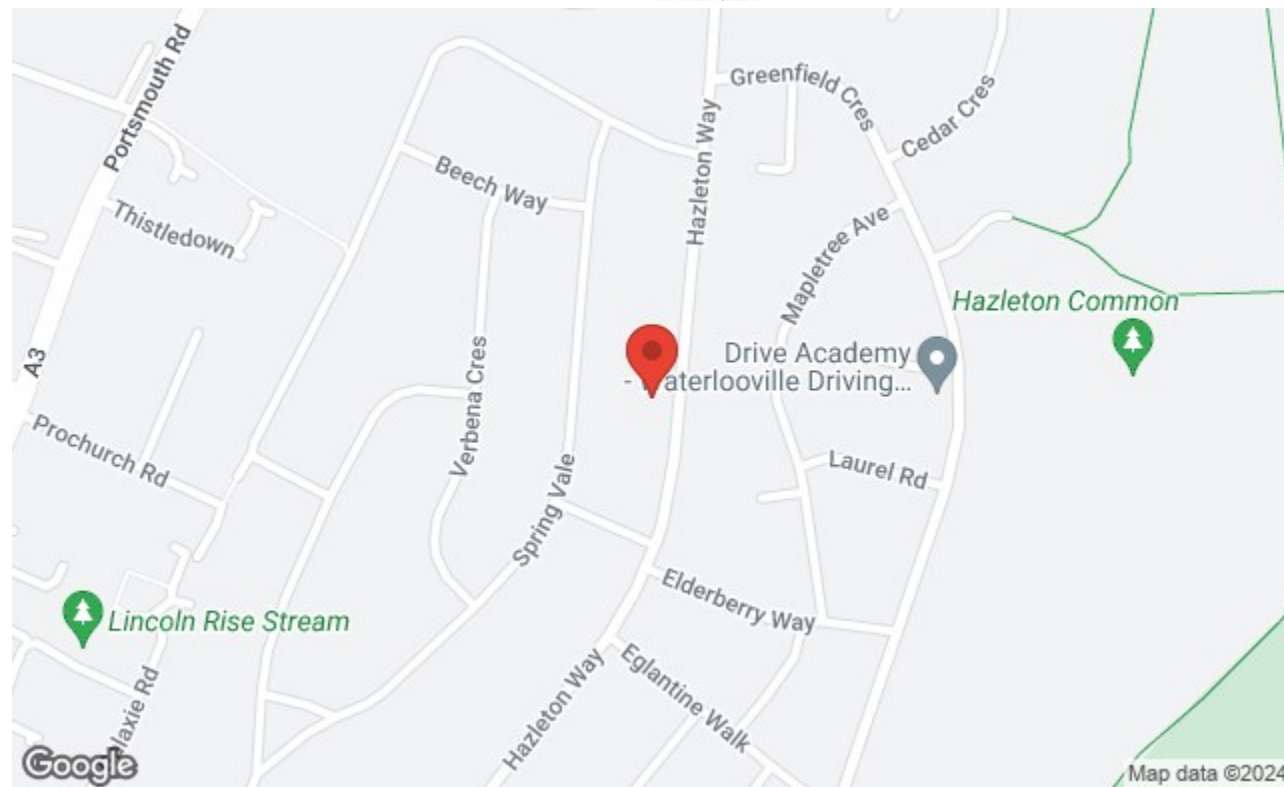 Portsmouth Rd
Greenfield Cres
Cedar Cres
Hazleton Way
Beech Way
Thistledown
Mapletree Ave
Hazleton Common
Drive Academy
- Waterlooville Driving...
A3
Verbena Cres
Prochurch Rd
Laurel Rd
Spring Vale
Elderberry Way
Lincoln Rise Stream
Eglantine Walk
Hazleton Way
Rd
Google
Map data ©2024